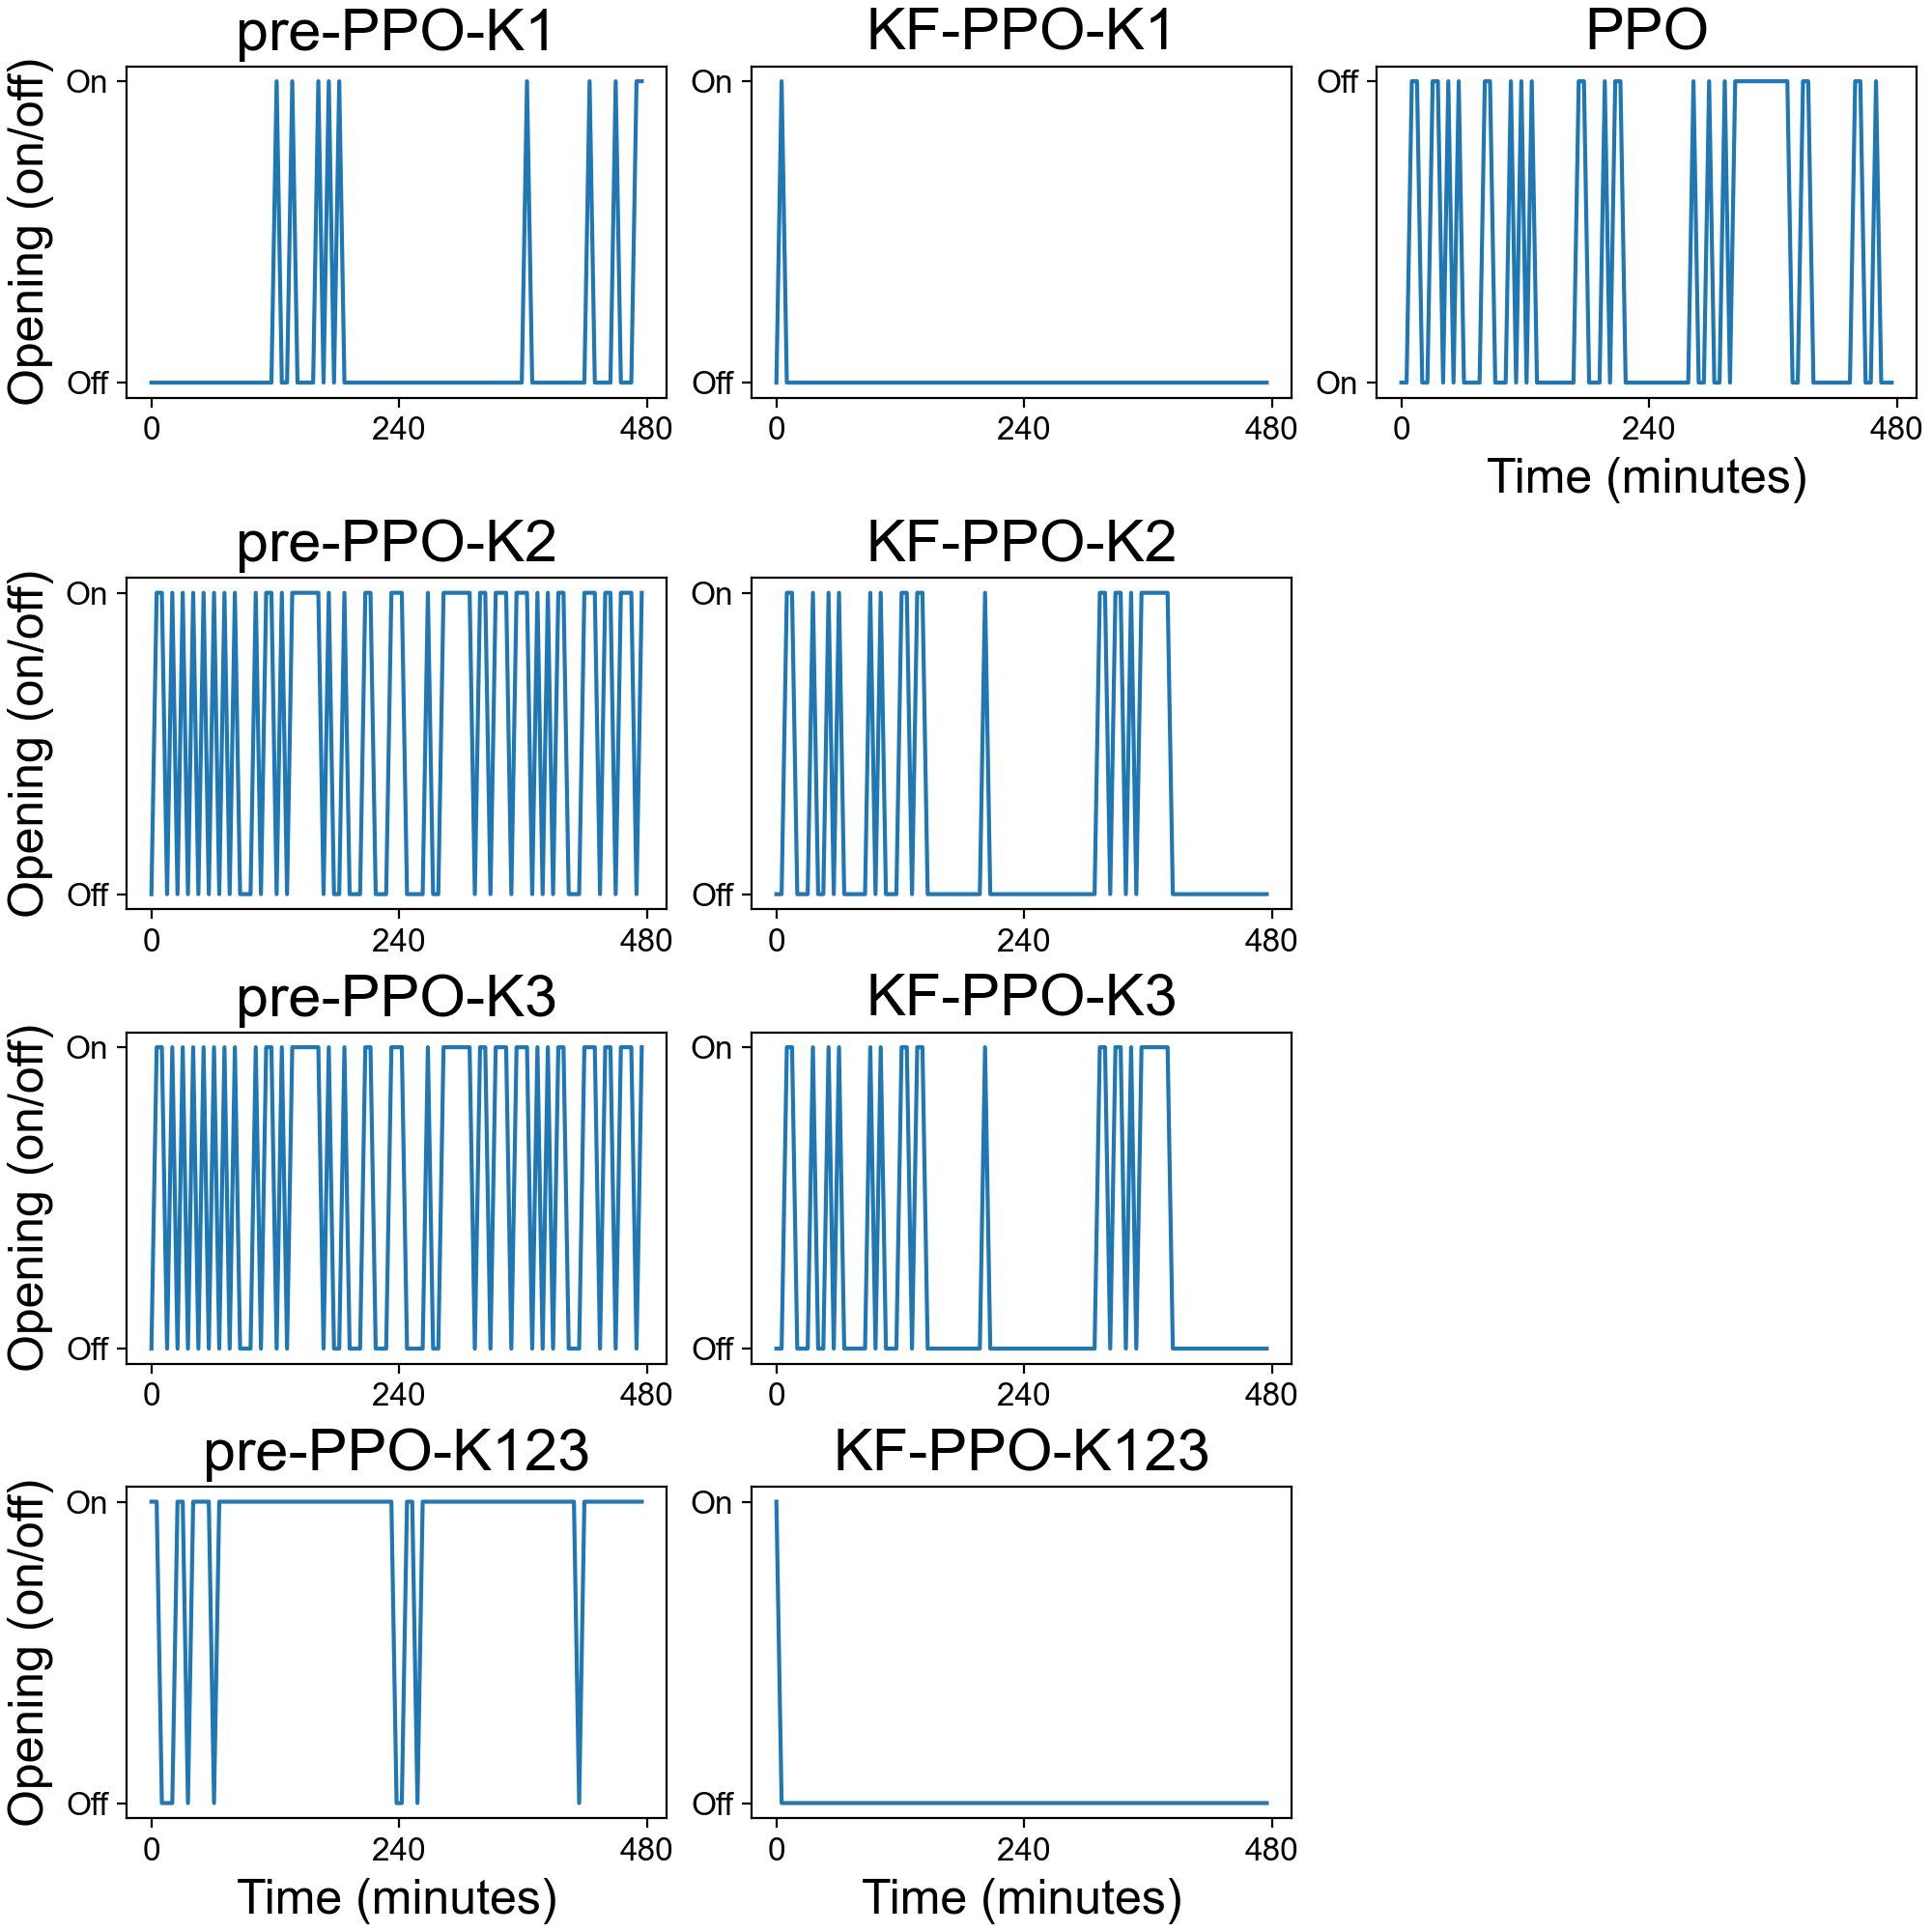 pre-PPO-K1 KF-PPO-K1 PPO
Opening (on/off)
On On Off
Off Off On
0 240 480 0 240 480 0 240 480
Time (minutes)
pre-PPO-K2 KF-PPO-K2
Opening (on/off)
On On
Off Off
0 240 480 0 240 480
pre-PPO-K3 KF-PPO-K3
Opening (on/off)
On On
Off Off
0 240 480 0 240 480
pre-PPO-K123 KF-PPO-K123
Opening (on/off)
On On
Off Off
0 240 480 0 240 480
Time (minutes) Time (minutes)